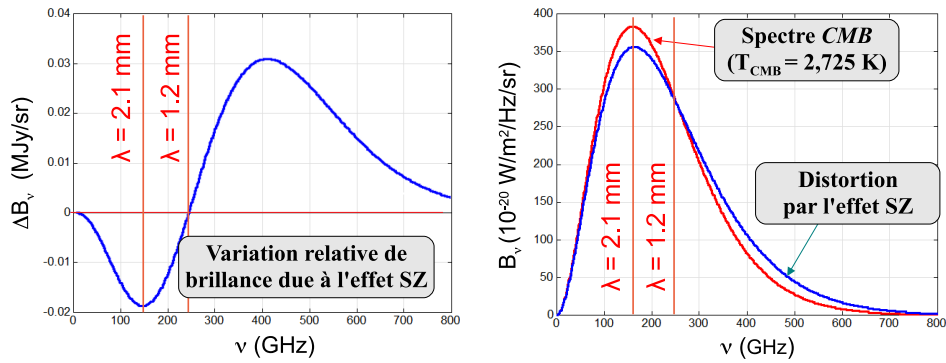 0.04
0.03
0.02
0.01
0
-0.01
-0.02
0
100
200
300
400
500
600
700
800
ΔBν (MJy/sr)
ν (GHz)
λ = 2.1 mm
λ = 1.2 mm
Variation relative de
brillance due à l'effet SZ
400
350
300
250
200
150
100
50
0
0
100
200
300
400
500
600
700
800
Bν (10⁻²⁰ W/m²/Hz/sr)
ν (GHz)
λ = 2.1 mm
λ = 1.2 mm
Spectre CMB
(TCMB = 2,725 K)
Distortion
par l'effet SZ